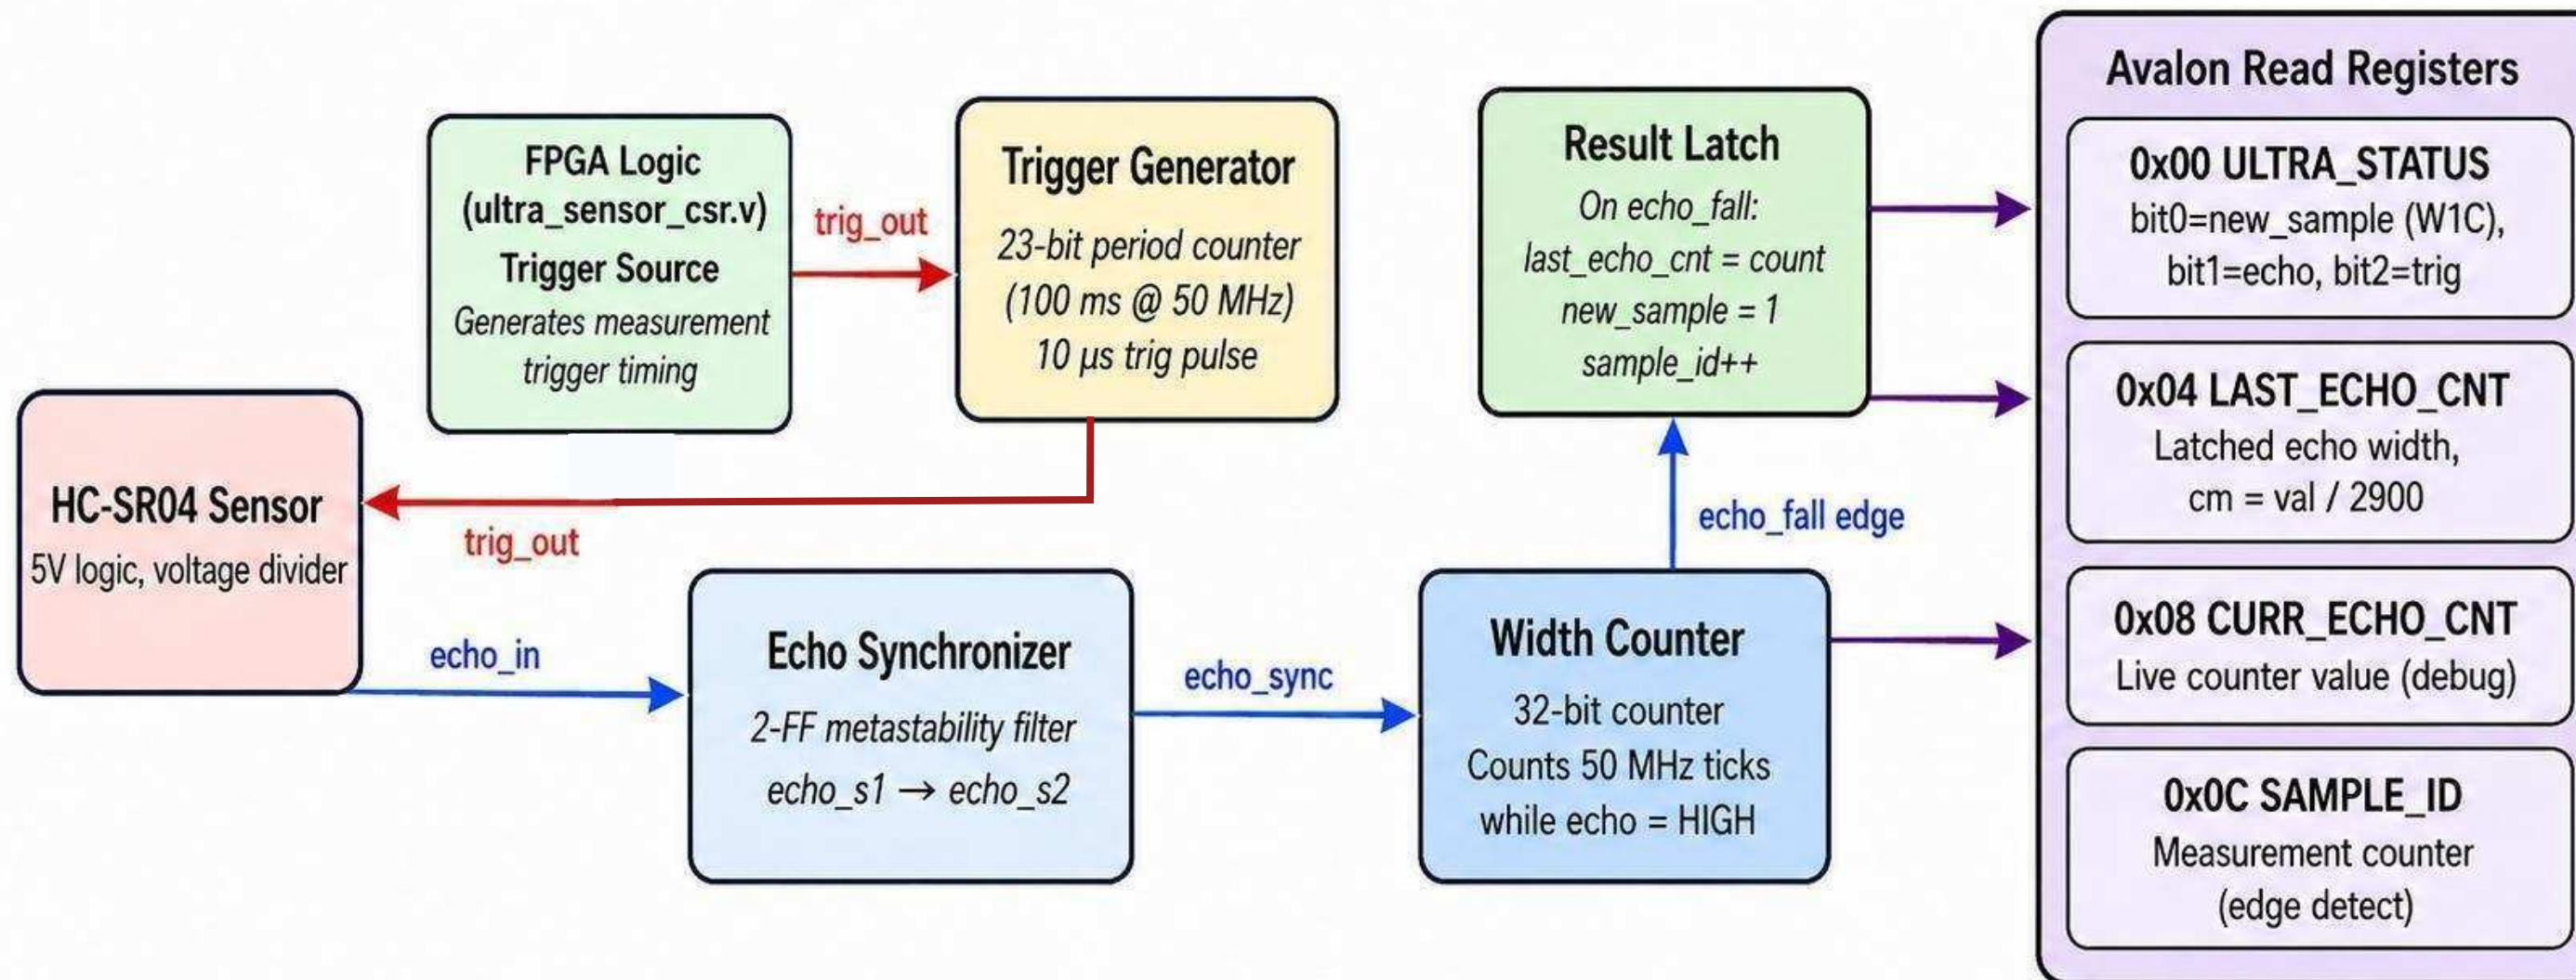 FPGA Logic
(ultra_sensor_csr.v)
Trigger Source
Generates measurement
trigger timing
trig_out
Trigger Generator
23-bit period counter
(100 ms @ 50 MHz)
10 µs trig pulse
HC-SR04 Sensor
5V logic, voltage divider
trig_out
echo_in
Echo Synchronizer
2-FF metastability filter
echo_s1 → echo_s2
echo_sync
Width Counter
32-bit counter
Counts 50 MHz ticks
while echo = HIGH
echo_fall edge
Result Latch
On echo_fall:
last_echo_cnt = count
new_sample = 1
sample_id++
Avalon Read Registers
0x00 ULTRA_STATUS
bit0=new_sample (W1C),
bit1=echo, bit2=trig
0x04 LAST_ECHO_CNT
Latched echo width,
cm = val / 2900
0x08 CURR_ECHO_CNT
Live counter value (debug)
0x0C SAMPLE_ID
Measurement counter
(edge detect)